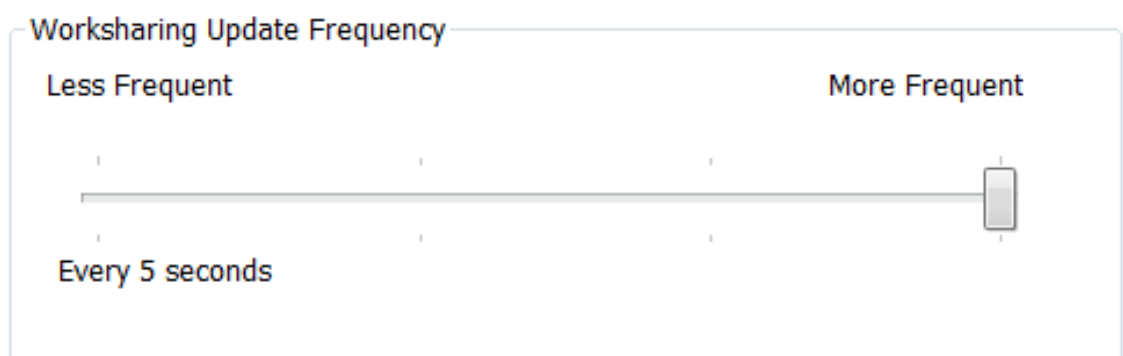 Worksharing Update Frequency
Less Frequent More Frequent
Every 5 seconds